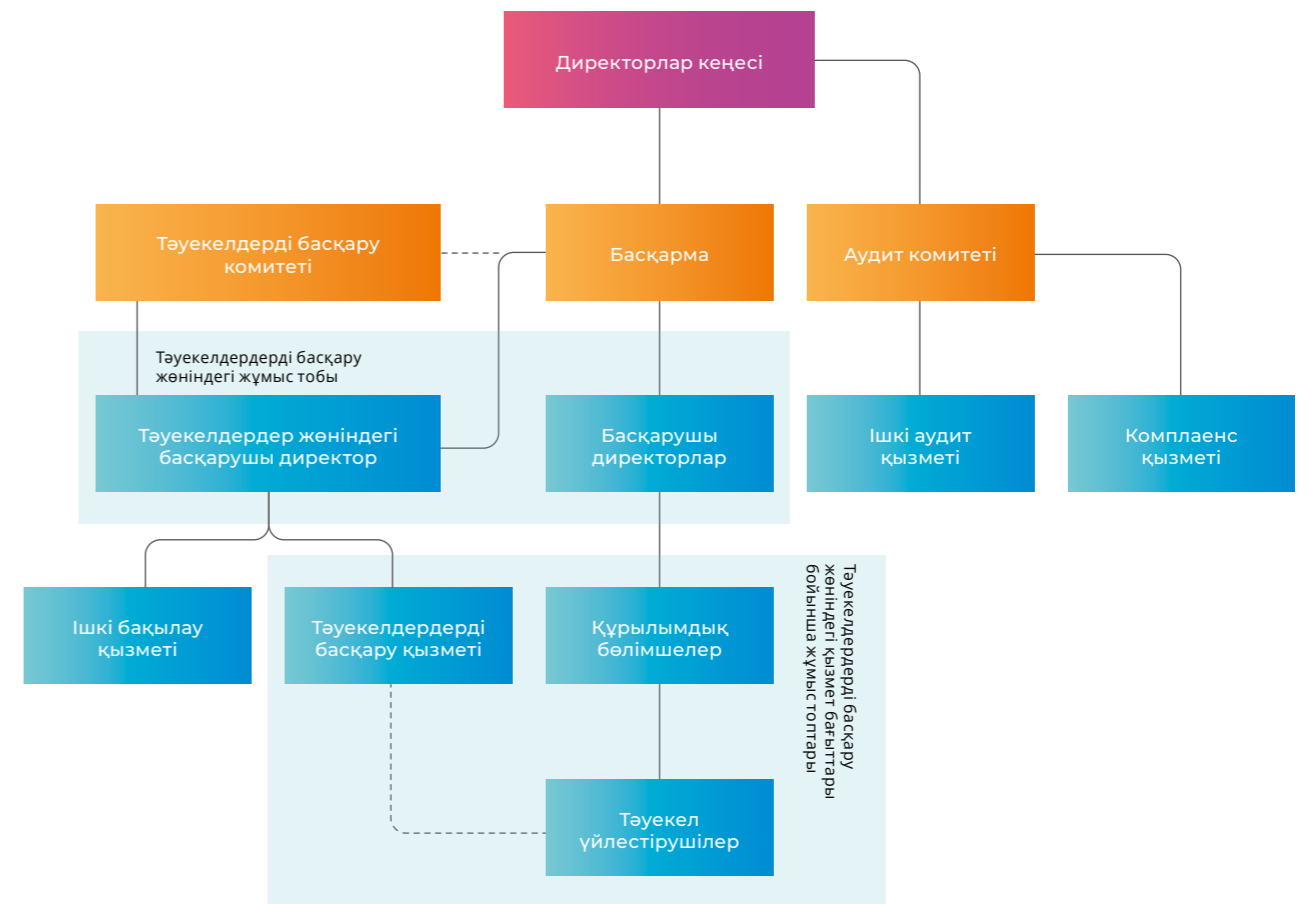 Директорлар кеңесі
Тәуекелдерді басқару
комитеті
Басқарма
Аудит комитеті
Тәуекелдердерді басқару
жөніндегі жұмыс тобы
Тәуекелдердер жөніндегі
басқарушы директор
Басқарушы
директорлар
Ішкі аудит
қызметі
Комплаенс
қызметі
Ішкі бақылау
қызметі
Тәуекелдердерді
басқару қызметі
Құрылымдық
бөлімшелер
Тәуекелдердерді басқару
жөніндегі қызмет бағыттары
бойынша жұмыс топтары
Тәуекел
үйлестірушілер